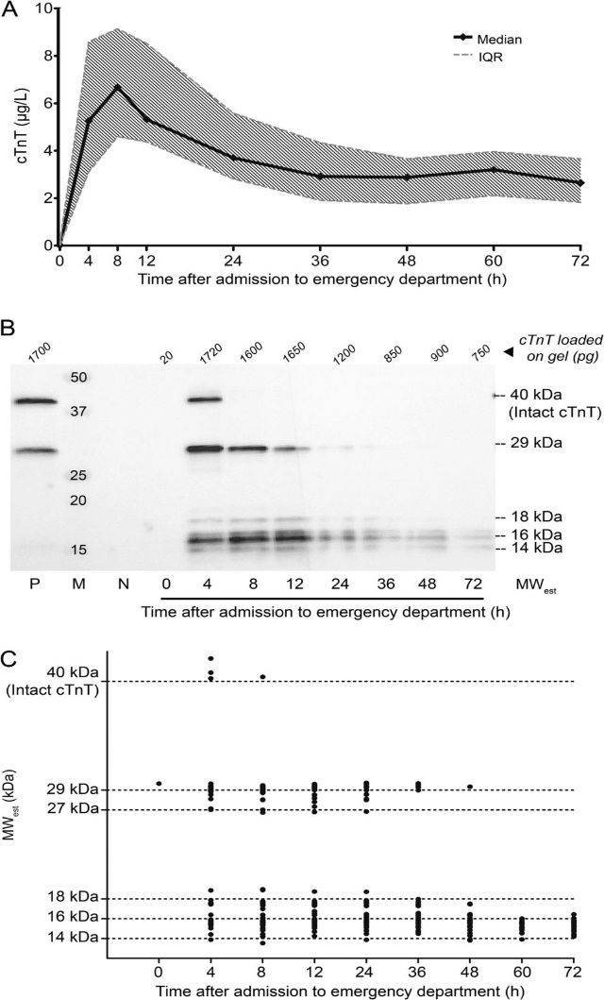 A
10
8
6
4
2
0
cTnT (µg/L)
Median
IQR
0 4 8 12 24 36 48 60 72
Time after admission to emergency department (h)
B
1700 20 1720 1600 1650 1200 850 900 750
cTnT loaded
on gel (pg)
50
37
25
20
15
40 kDa
(Intact cTnT)
29 kDa
18 kDa
16 kDa
14 kDa
P M N 0 4 8 12 24 36 48 72 MWest
Time after admission to emergency department (h)
C
40 kDa
(Intact cTnT)
29 kDa
27 kDa
18 kDa
16 kDa
14 kDa
MWest (kDa)
0 4 8 12 24 36 48 60 72
Time after admission to emergency department (h)